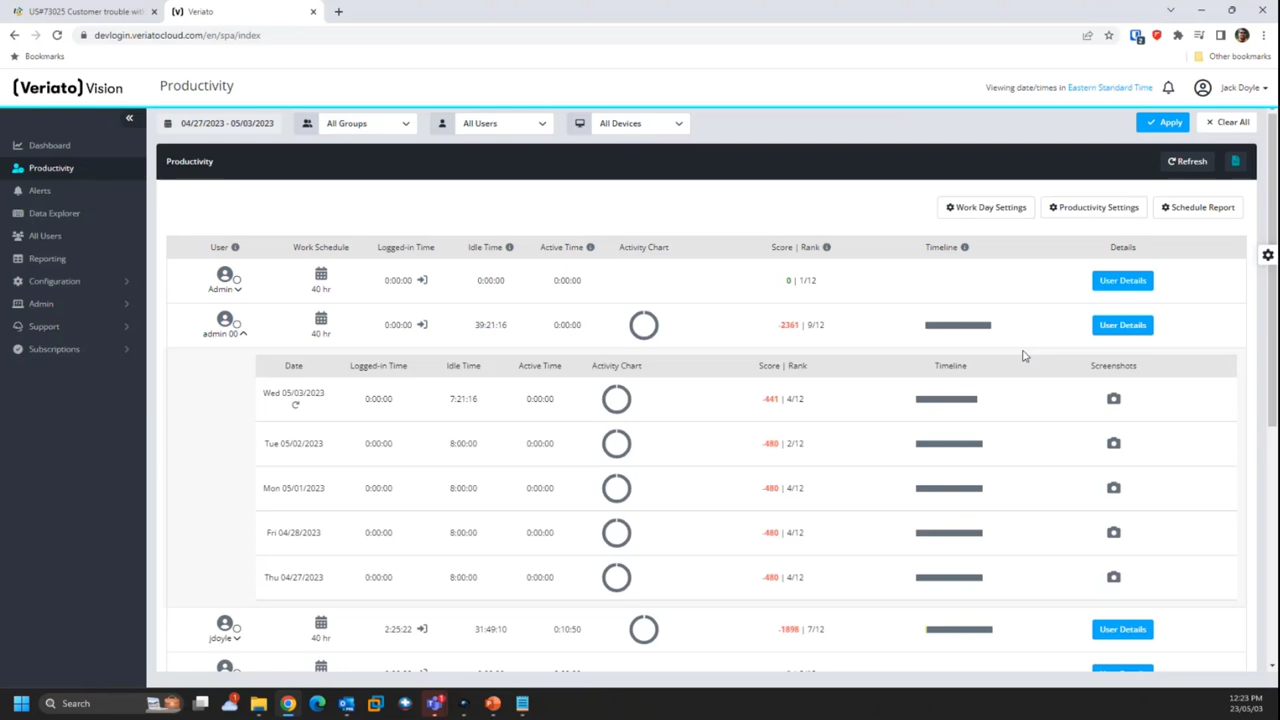 US#73025 Customer trouble with
Veriato
devlogin.veriatocloud.com/en/spa/index
Bookmarks
Other bookmarks
(Veriato) Vision
Productivity
Viewing date/times in Eastern Standard Time
Jack Doyle
04/27/2023 - 05/03/2023
All Groups
All Users
All Devices
Apply
Clear All
Dashboard
Productivity
Alerts
Data Explorer
All Users
Reporting
Configuration
Admin
Support
Subscriptions
Productivity
Refresh
Work Day Settings
Productivity Settings
Schedule Report
User Work Schedule Logged-in Time Idle Time Active Time Activity Chart Score | Rank Timeline Details
Admin 40 hr 0:00:00 0:00:00 0:00:00 0 | 1/12 User Details
admin 00 40 hr 0:00:00 39:21:16 0:00:00 -2361 | 9/12 User Details
Date Logged-in Time Idle Time Active Time Activity Chart Score | Rank Timeline Screenshots
Wed 05/03/2023 0:00:00 7:21:16 0:00:00 -441 | 4/12
Tue 05/02/2023 0:00:00 8:00:00 0:00:00 -480 | 2/12
Mon 05/01/2023 0:00:00 8:00:00 0:00:00 -480 | 4/12
Fri 04/28/2023 0:00:00 8:00:00 0:00:00 -480 | 4/12
Thu 04/27/2023 0:00:00 8:00:00 0:00:00 -480 | 4/12
jdoyle 40 hr 2:25:22 31:49:10 0:10:50 -1898 | 7/12 User Details
Search
12:23 PM
23/05/03